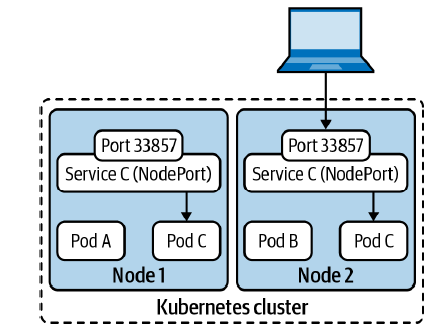 Port 33857
Service C (NodePort)
Pod A
Pod C
Node 1
Port 33857
Service C (NodePort)
Pod B
Pod C
Node 2
Kubernetes cluster